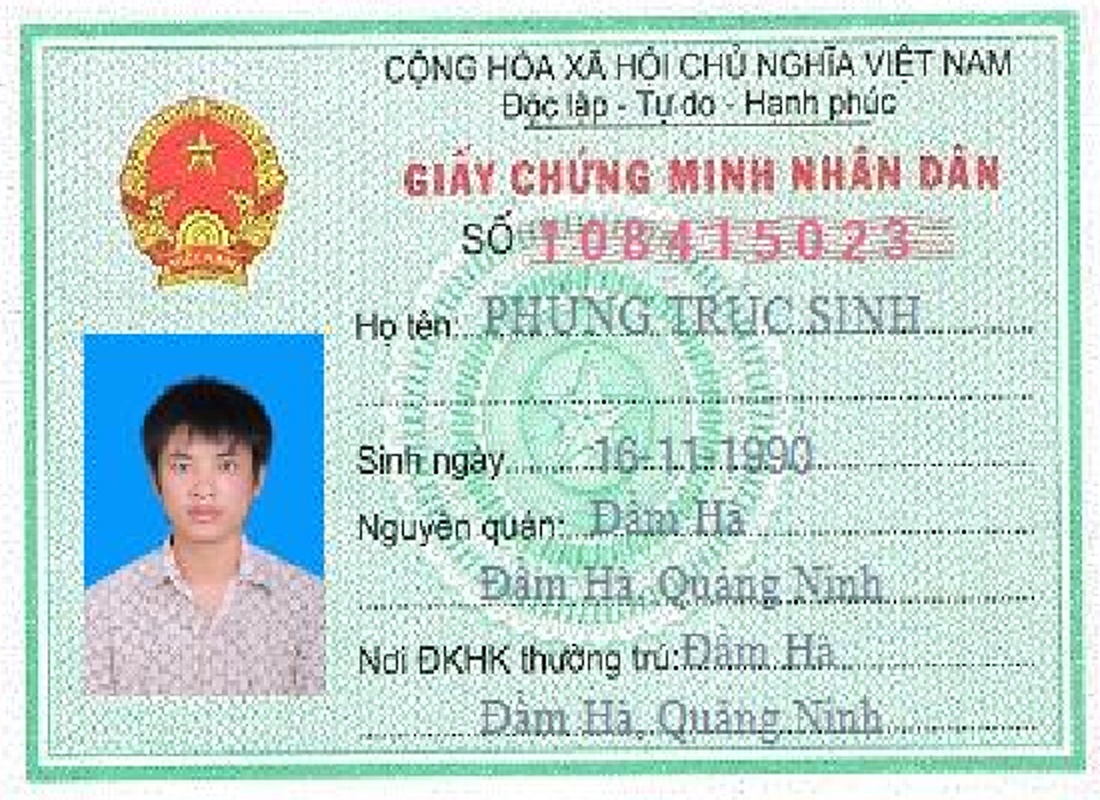 CỘNG HÒA XÃ HỘI CHỦ NGHĨA VIỆT NAM
Độc lập - Tự do - Hạnh phúc
GIẤY CHỨNG MINH NHÂN DÂN
SỐ 108415023
Họ tên: PHÙNG TRÚC SINH
Sinh ngày 16-11-1990
Nguyên quán: Đầm Hà
Đầm Hà, Quảng Ninh
Nơi ĐKHK thường trú: Đầm Hà
Đầm Hà, Quảng Ninh